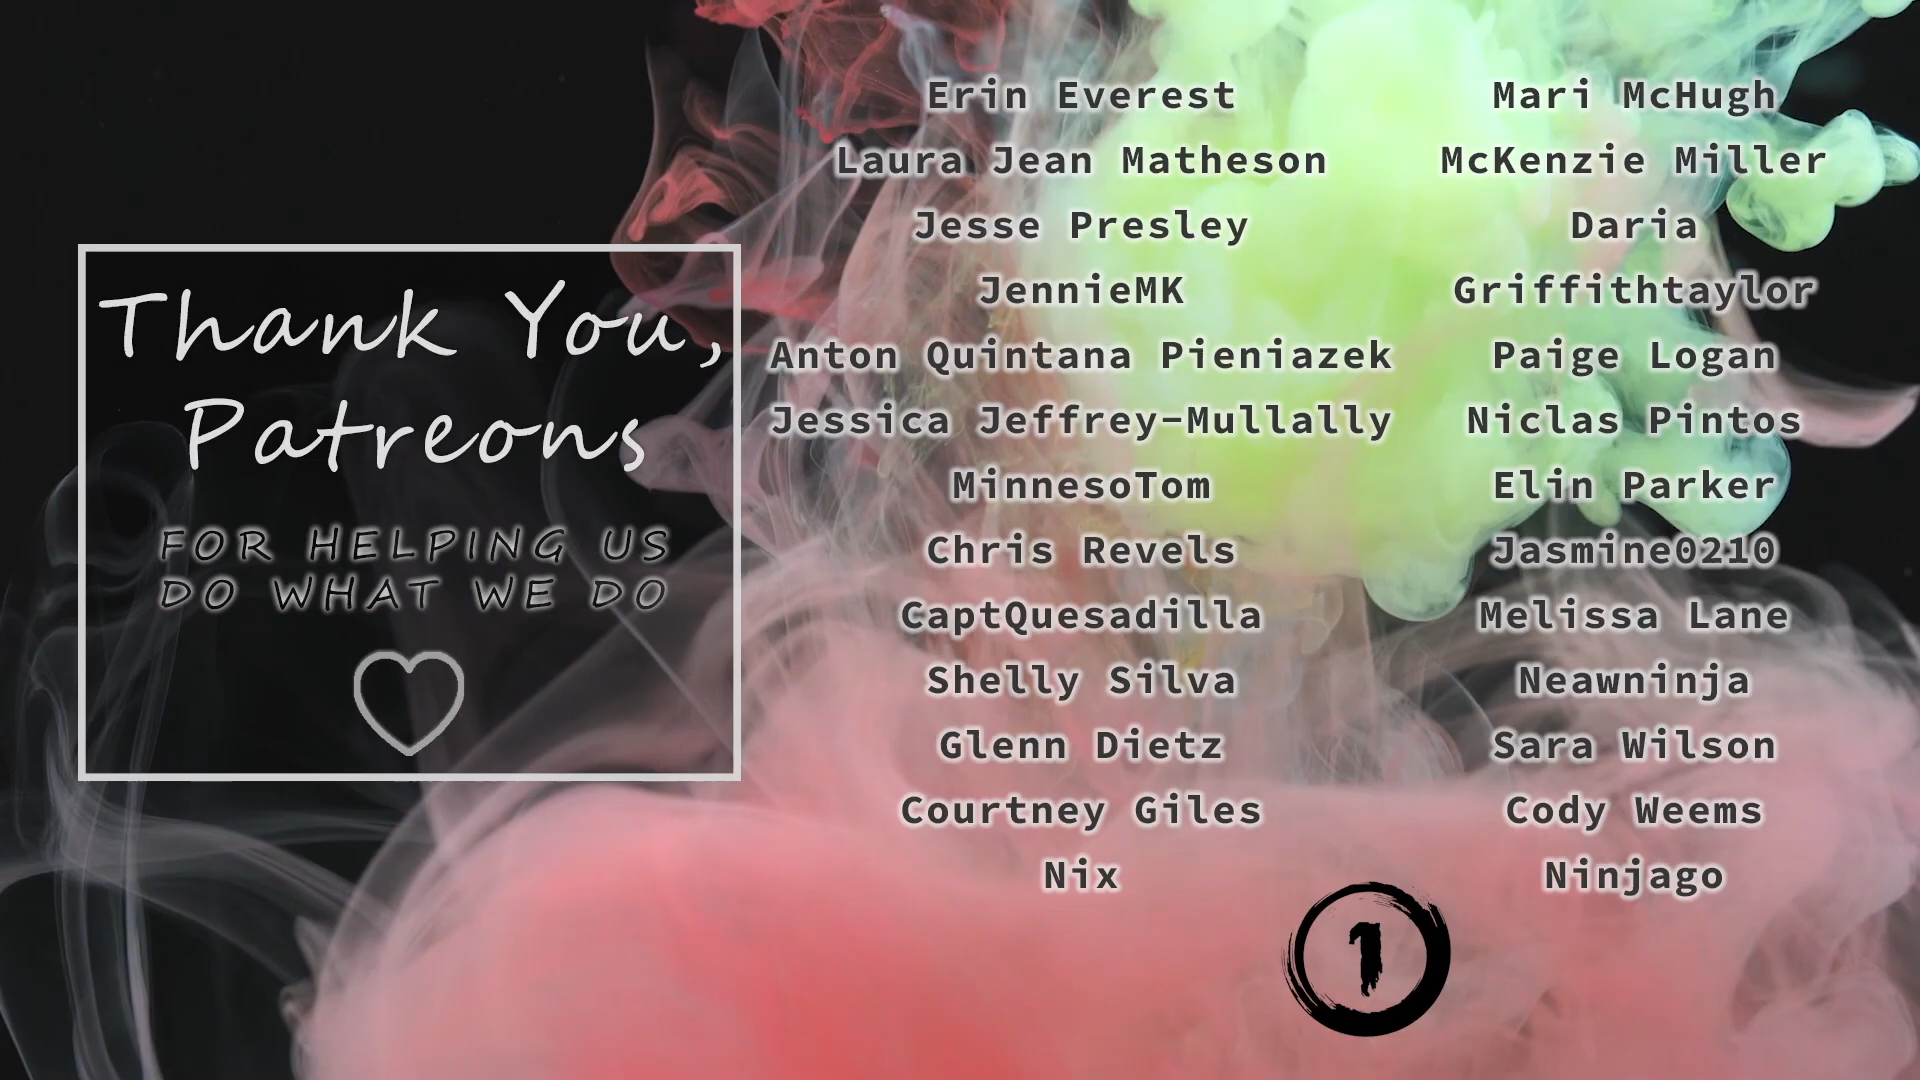 Thank You,
Patreons
FOR HELPING US
DO WHAT WE DO
Erin Everest
Laura Jean Matheson
Jesse Presley
JennieMK
Anton Quintana Pieniazek
Jessica Jeffrey-Mullally
MinnesoTom
Chris Revels
CaptQuesadilla
Shelly Silva
Glenn Dietz
Courtney Giles
Nix
Mari McHugh
McKenzie Miller
Daria
Griffithtaylor
Paige Logan
Niclas Pintos
Elin Parker
Jasmine0210
Melissa Lane
Neawninja
Sara Wilson
Cody Weems
Ninjago
1